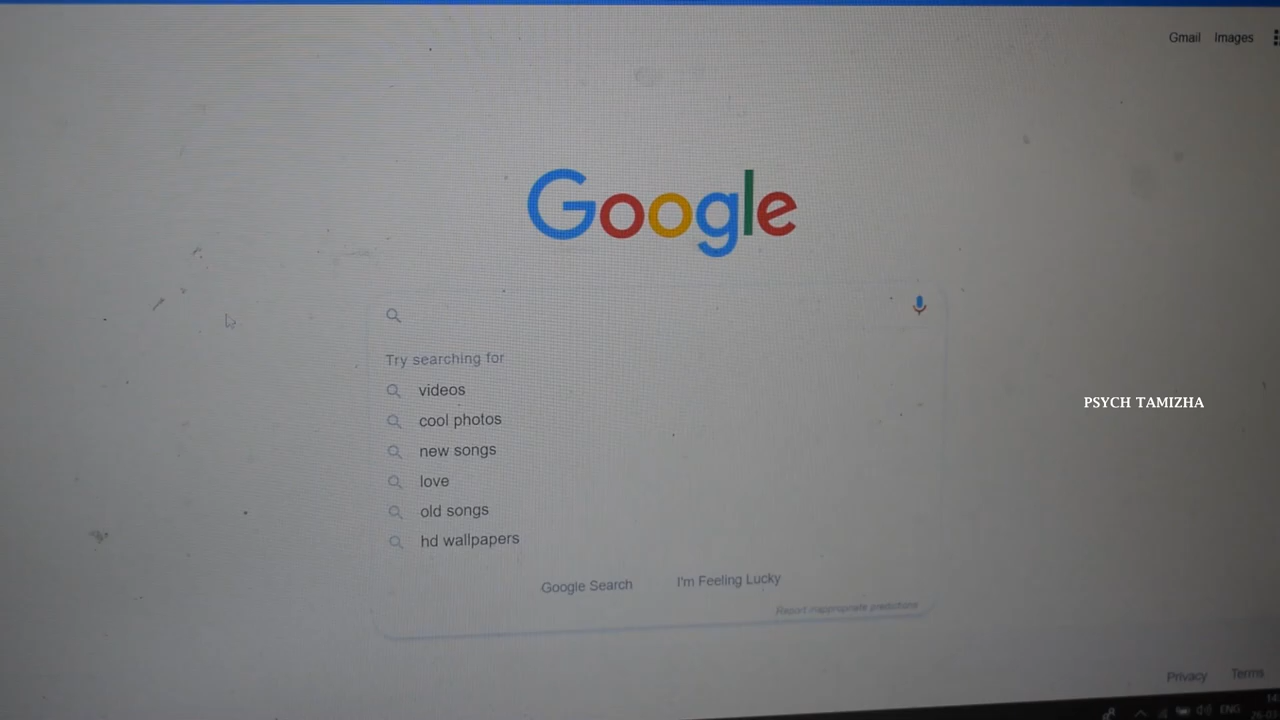 Gmail Images
Google
Try searching for
videos
cool photos
new songs
PSYCH TAMIZHA
love
old songs
hd wallpapers
Google Search I'm Feeling Lucky
Report inappropriate predictions
Privacy Terms
ENG